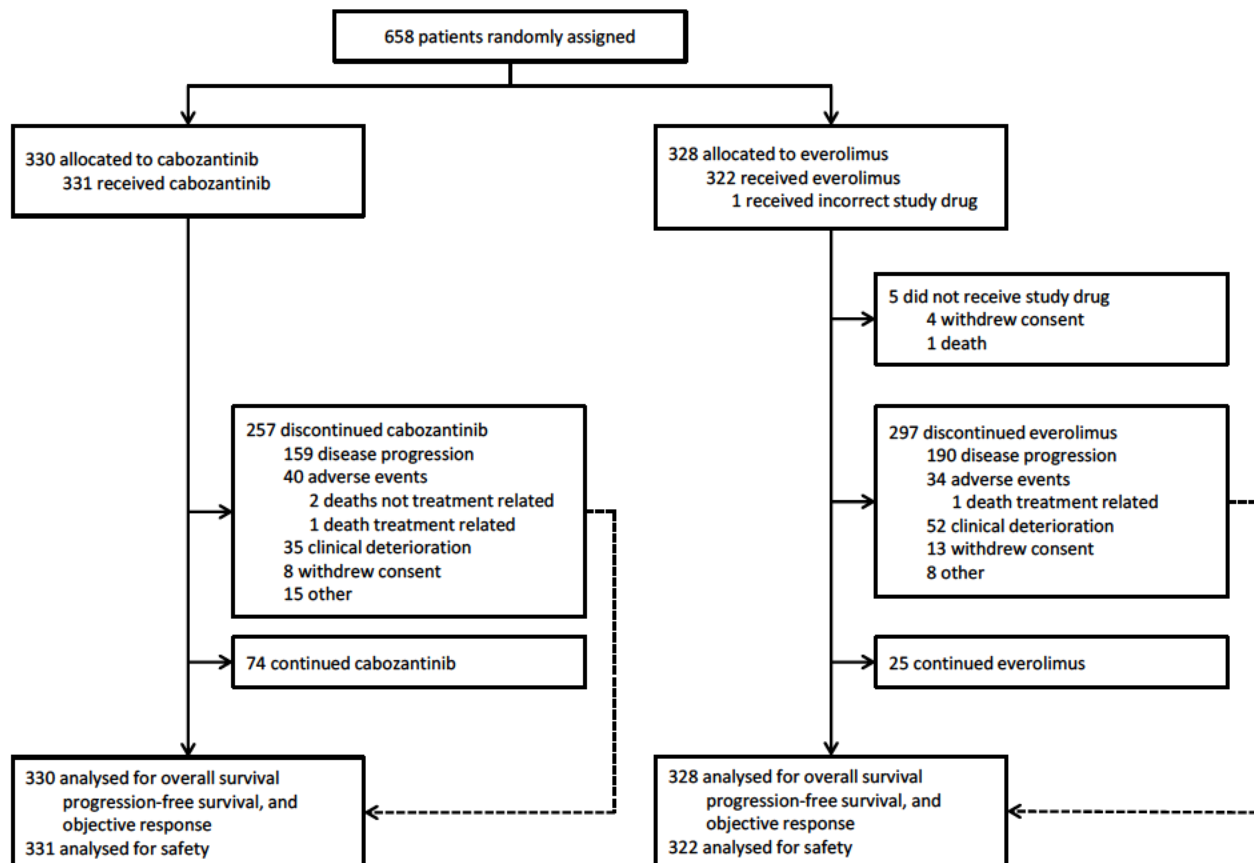 658 patients randomly assigned
330 allocated to cabozantinib
331 received cabozantinib
328 allocated to everolimus
322 received everolimus
1 received incorrect study drug
5 did not receive study drug
4 withdrew consent
1 death
257 discontinued cabozantinib
159 disease progression
40 adverse events
2 deaths not treatment related
1 death treatment related
35 clinical deterioration
8 withdrew consent
15 other
297 discontinued everolimus
190 disease progression
34 adverse events
1 death treatment related
52 clinical deterioration
13 withdrew consent
8 other
74 continued cabozantinib
25 continued everolimus
330 analysed for overall survival
progression-free survival, and
objective response
331 analysed for safety
328 analysed for overall survival
progression-free survival, and
objective response
322 analysed for safety